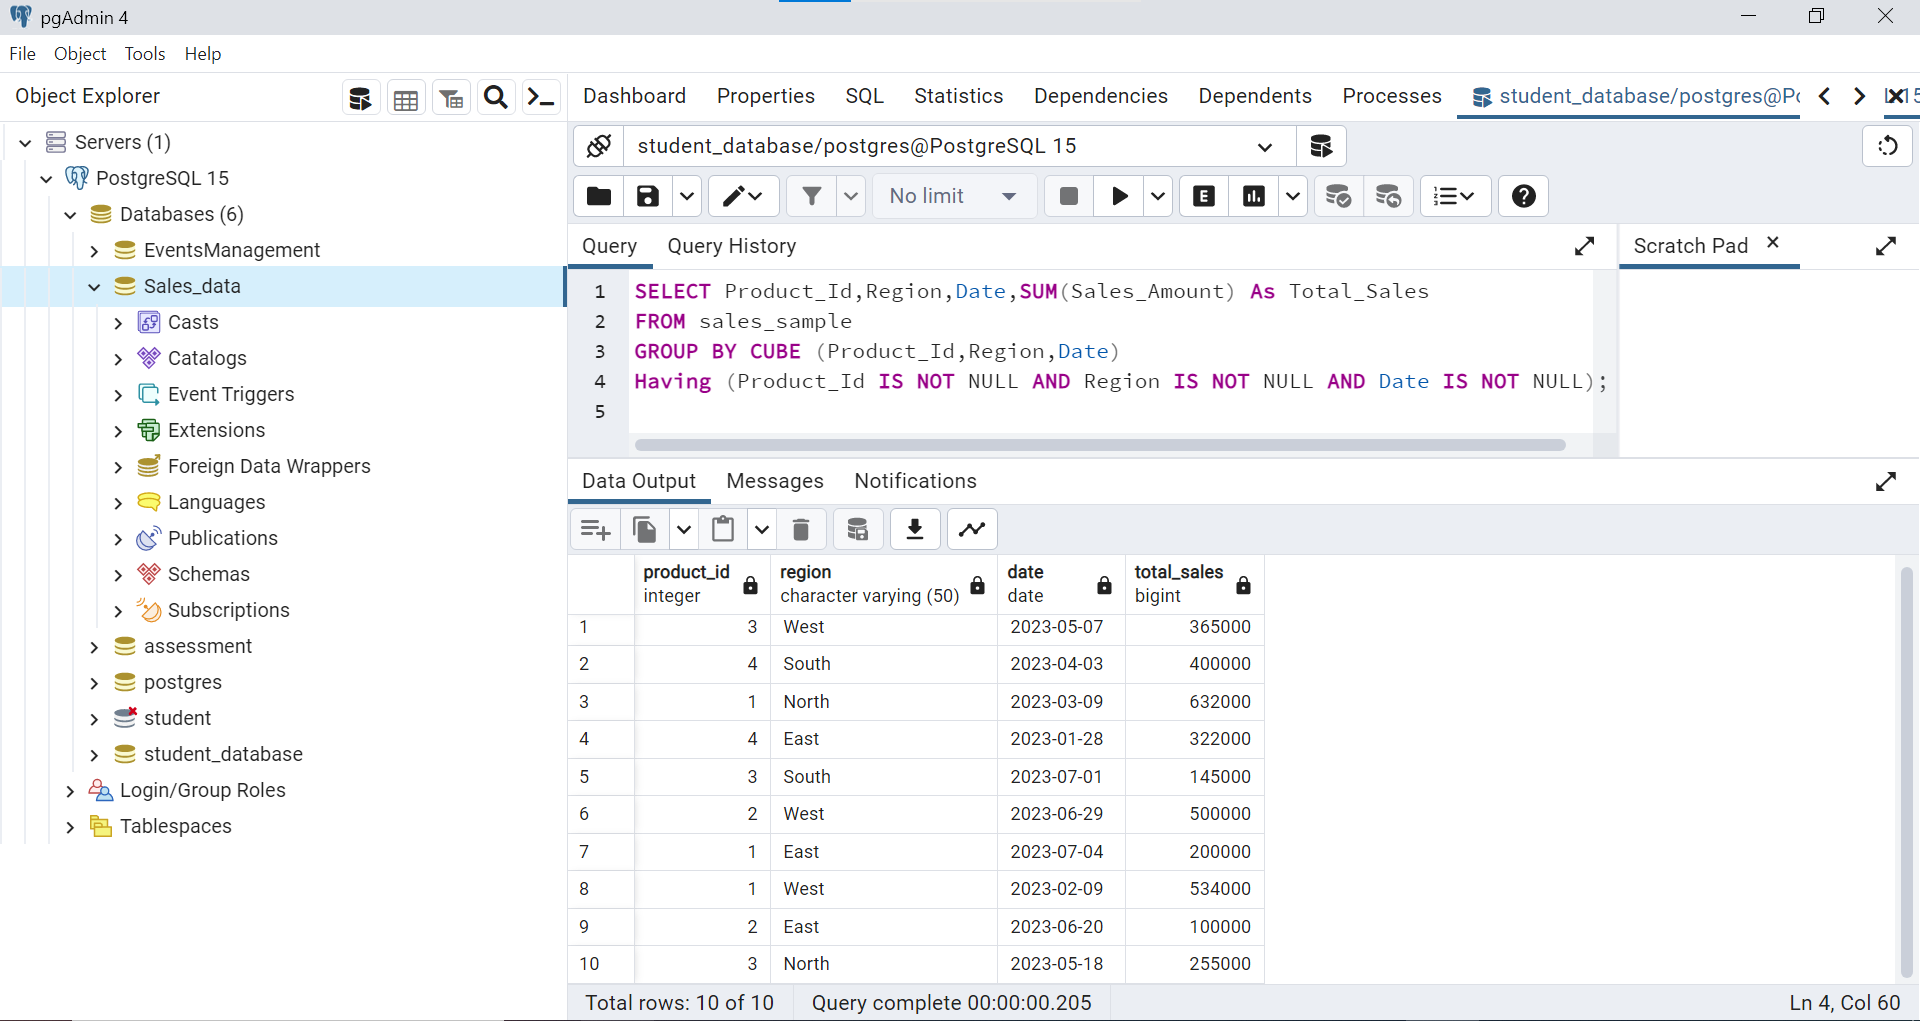 pgAdmin 4
File Object Tools Help
Object Explorer
Dashboard Properties SQL Statistics Dependencies Dependents Processes student_database/postgres@Po
Servers (1)
PostgreSQL 15
Databases (6)
EventsManagement
Sales_data
Casts
Catalogs
Event Triggers
Extensions
Foreign Data Wrappers
Languages
Publications
Schemas
Subscriptions
assessment
postgres
student
student_database
Login/Group Roles
Tablespaces
student_database/postgres@PostgreSQL 15
No limit
E
Query Query History
Scratch Pad
1 SELECT Product_Id,Region,Date,SUM(Sales_Amount) As Total_Sales
2 FROM sales_sample
3 GROUP BY CUBE (Product_Id,Region,Date)
4 Having (Product_Id IS NOT NULL AND Region IS NOT NULL AND Date IS NOT NULL);
5
Data Output Messages Notifications
product_id region date total_sales
integer character varying (50) date bigint
1 3 West 2023-05-07 365000
2 4 South 2023-04-03 400000
3 1 North 2023-03-09 632000
4 4 East 2023-01-28 322000
5 3 South 2023-07-01 145000
6 2 West 2023-06-29 500000
7 1 East 2023-07-04 200000
8 1 West 2023-02-09 534000
9 2 East 2023-06-20 100000
10 3 North 2023-05-18 255000
Total rows: 10 of 10 Query complete 00:00:00.205 Ln 4, Col 60